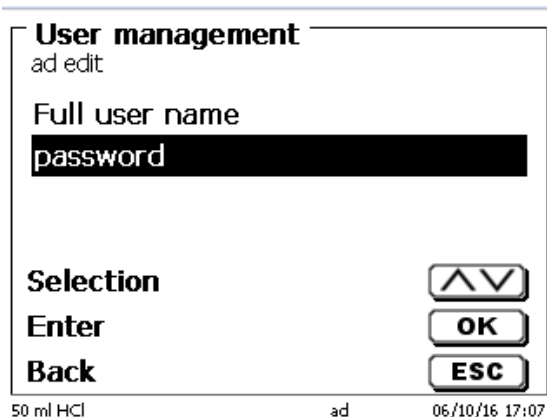 User management
ad edit
Full user name
password
Selection
Enter OK
Back ESC
50 ml HCl ad 06/10/16 17:07